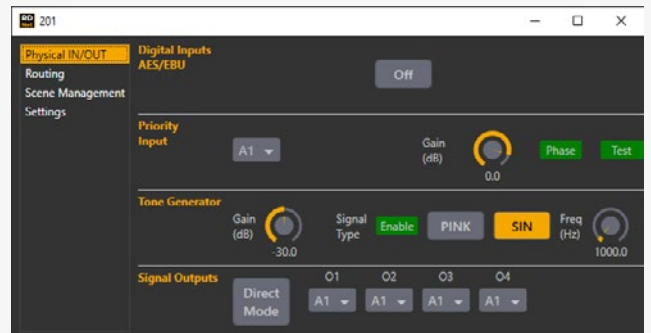 RD Net 201
Physical IN/OUT
Routing
Scene Management
Settings
Digital Inputs
AES/EBU
Off
Priority
Input
A1
Gain
(dB)
0.0
Phase
Test
Tone Generator
Gain
(dB)
-30.0
Signal
Type
Enable
PINK
SIN
Freq
(Hz)
1000.0
Signal Outputs
Direct
Mode
O1 O2 O3 O4
A1 A1 A1 A1